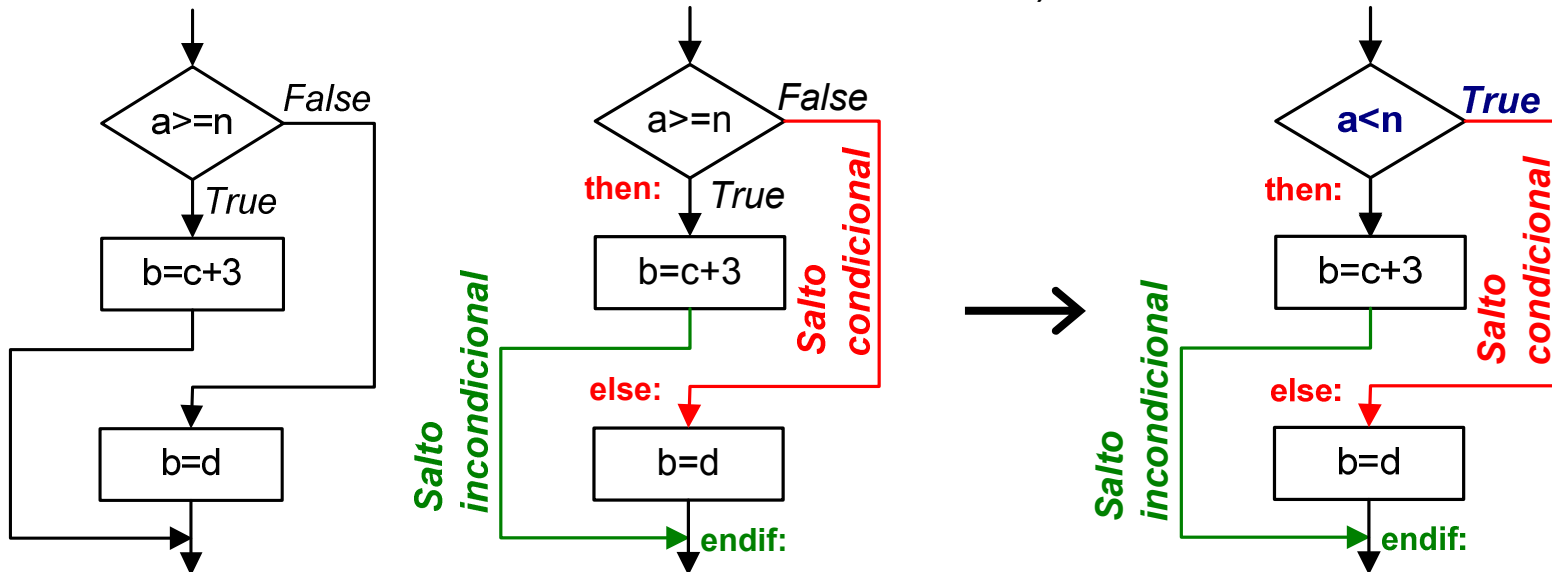 False
a>=n
True
b=c+3
b=d
False
a>=n
then:
True
b=c+3
Salto
condicional
Salto
incondicional
else:
b=d
endif:
True
a<n
then:
b=c+3
Salto
condicional
Salto
incondicional
else:
b=d
endif: